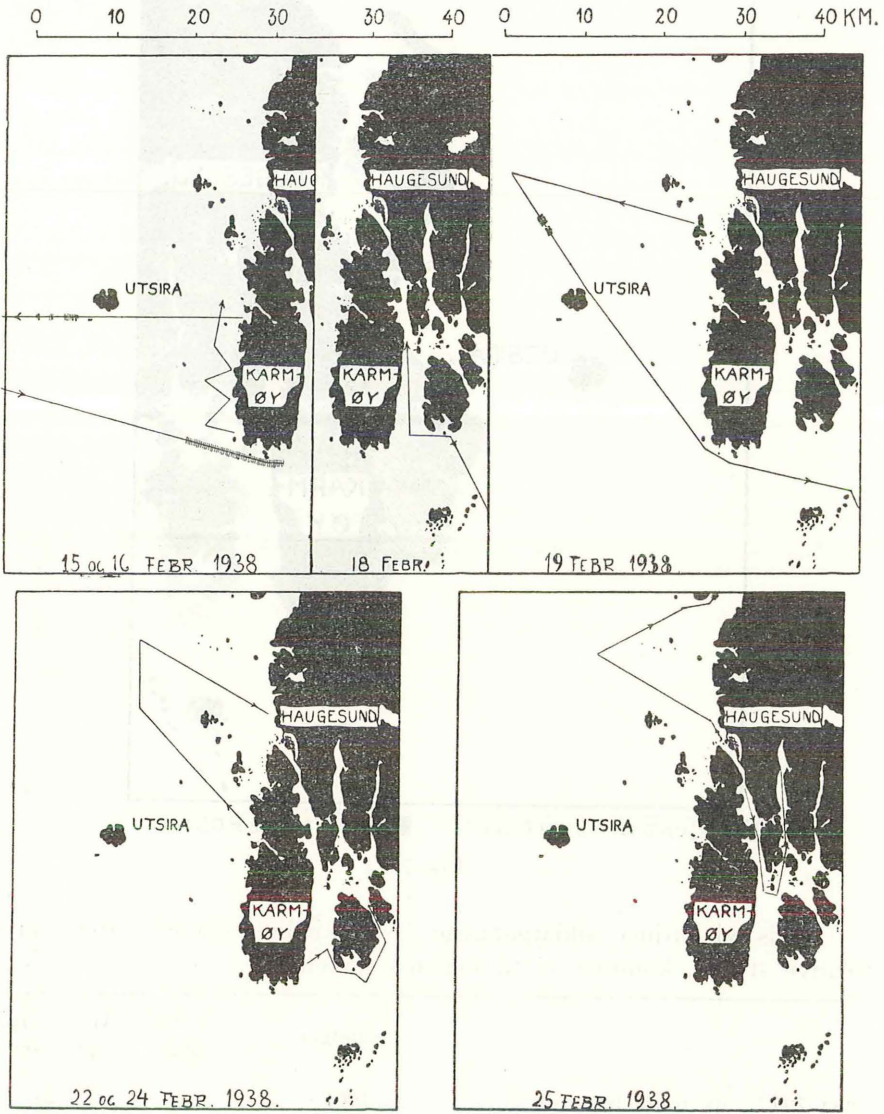 0 10 20 30 20 30 40 0 10 20 30 40 KM.
HAUG
HAUGESUND
HAUGESUND
UTSIRA
UTSIRA
KARM-
ØY
KARM-
ØY
KARM-
ØY
15 OG 16 FEBR. 1938
18 FEBR.
19 FEBR 1938.
HAUGESUND
HAUGESUND
UTSIRA
UTSIRA
KARM-
ØY
KARM-
ØY
22 OG 24 FEBR. 1938.
25 FEBR. 1938.